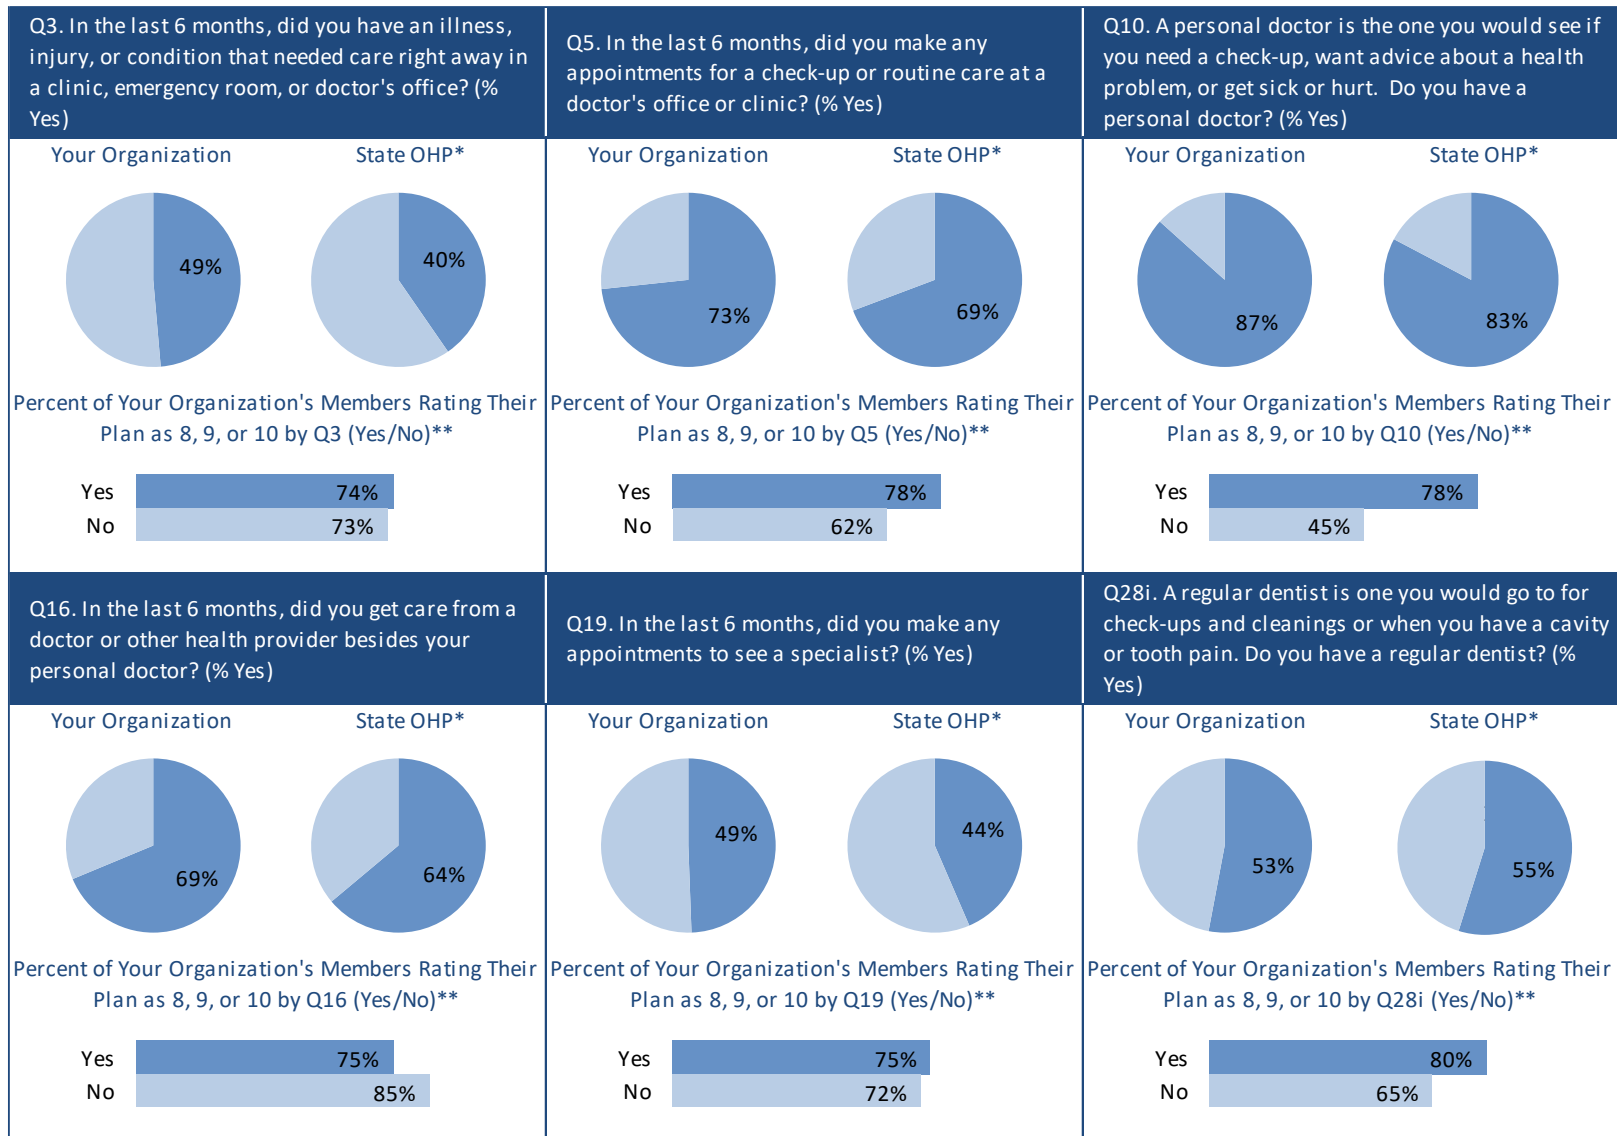 Q3. In the last 6 months, did you have an illness,
injury, or condition that needed care right away in
a clinic, emergency room, or doctor's office? (%
Yes)
Q5. In the last 6 months, did you make any
appointments for a check-up or routine care at a
doctor's office or clinic? (% Yes)
Q10. A personal doctor is the one you would see if
you need a check-up, want advice about a health
problem, or get sick or hurt.  Do you have a
personal doctor? (% Yes)
Your Organization
State OHP*
49%
40%
Percent of Your Organization's Members Rating Their
Plan as 8, 9, or 10 by Q3 (Yes/No)**
Yes
74%
No
73%
Your Organization
State OHP*
73%
69%
Percent of Your Organization's Members Rating Their
Plan as 8, 9, or 10 by Q5 (Yes/No)**
Yes
78%
No
62%
Your Organization
State OHP*
87%
83%
Percent of Your Organization's Members Rating Their
Plan as 8, 9, or 10 by Q10 (Yes/No)**
Yes
78%
No
45%
Q16. In the last 6 months, did you get care from a
doctor or other health provider besides your
personal doctor? (% Yes)
Q19. In the last 6 months, did you make any
appointments to see a specialist? (% Yes)
Q28i. A regular dentist is one you would go to for
check-ups and cleanings or when you have a cavity
or tooth pain. Do you have a regular dentist? (%
Yes)
Your Organization
State OHP*
69%
64%
Percent of Your Organization's Members Rating Their
Plan as 8, 9, or 10 by Q16 (Yes/No)**
Yes
75%
No
85%
Your Organization
State OHP*
49%
44%
Percent of Your Organization's Members Rating Their
Plan as 8, 9, or 10 by Q19 (Yes/No)**
Yes
75%
No
72%
Your Organization
State OHP*
53%
55%
Percent of Your Organization's Members Rating Their
Plan as 8, 9, or 10 by Q28i (Yes/No)**
Yes
80%
No
65%